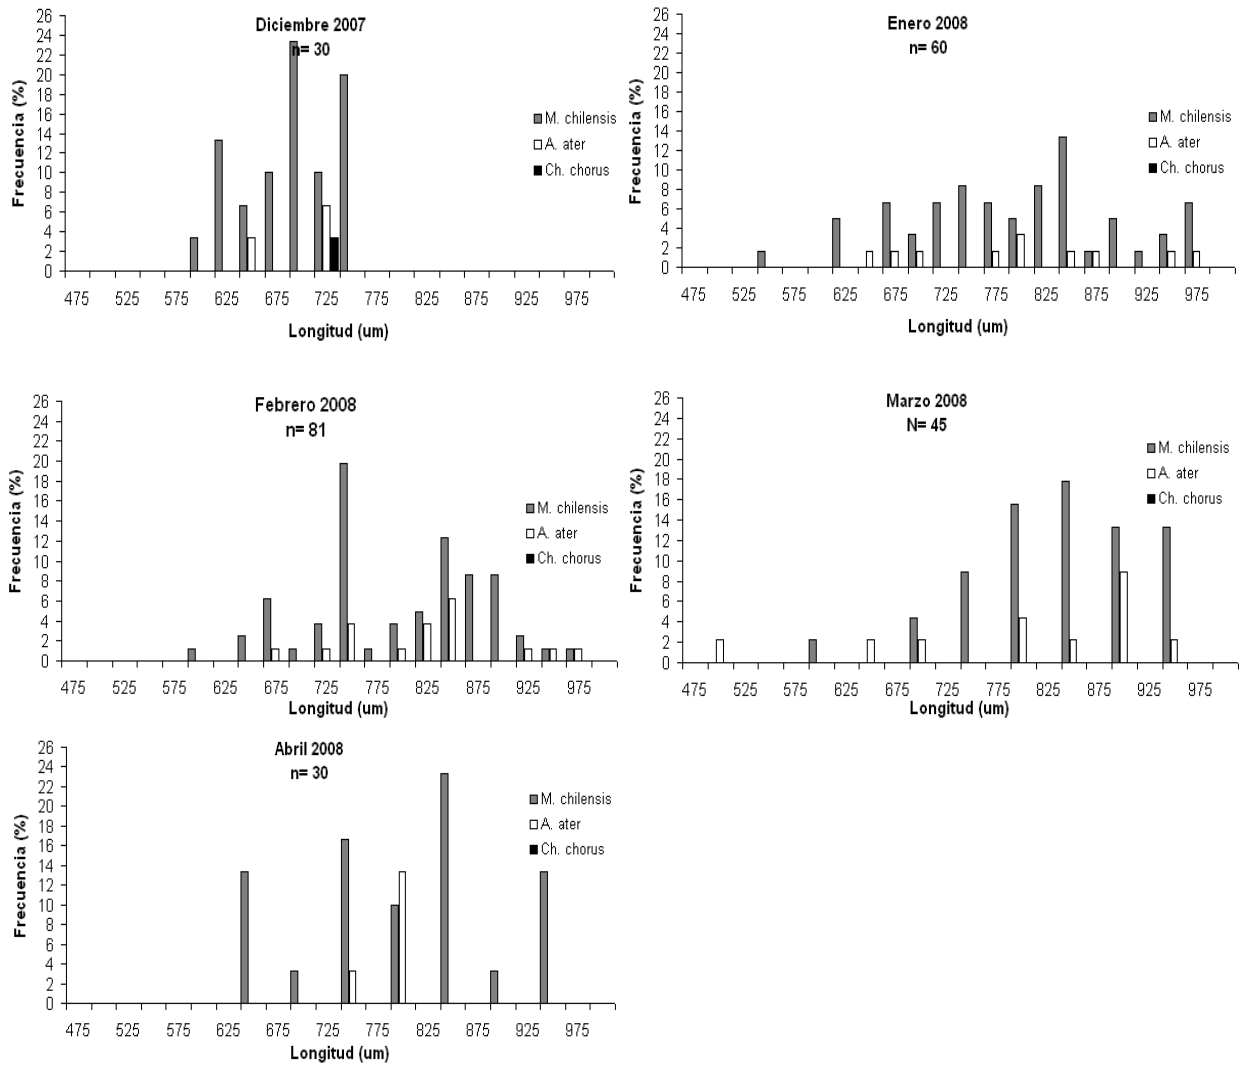 Diciembre 2007
n= 30
Frecuencia (%)
26
24
22
20
18
16
14
12
10
8
6
4
2
0
M. chilensis
A. ater
Ch. chorus
475 525 575 625 675 725 775 825 875 925 975
Longitud (um)
Enero 2008
n= 60
Frecuencia (%)
26
24
22
20
18
16
14
12
10
8
6
4
2
0
M. chilensis
A. ater
Ch. chorus
475 525 575 625 675 725 775 825 875 925 975
Longitud (um)
Febrero 2008
n= 81
Frecuencia (%)
26
24
22
20
18
16
14
12
10
8
6
4
2
0
M. chilensis
A. ater
Ch. chorus
475 525 575 625 675 725 775 825 875 925 975
Longitud (um)
Marzo 2008
N= 45
Frecuencia (%)
26
24
22
20
18
16
14
12
10
8
6
4
2
0
M. chilensis
A. ater
Ch. chorus
475 525 575 625 675 725 775 825 875 925 975
Longitud (um)
Abril 2008
n= 30
Frecuencia (%)
26
24
22
20
18
16
14
12
10
8
6
4
2
0
M. chilensis
A. ater
Ch. chorus
475 525 575 625 675 725 775 825 875 925 975
Longitud (um)